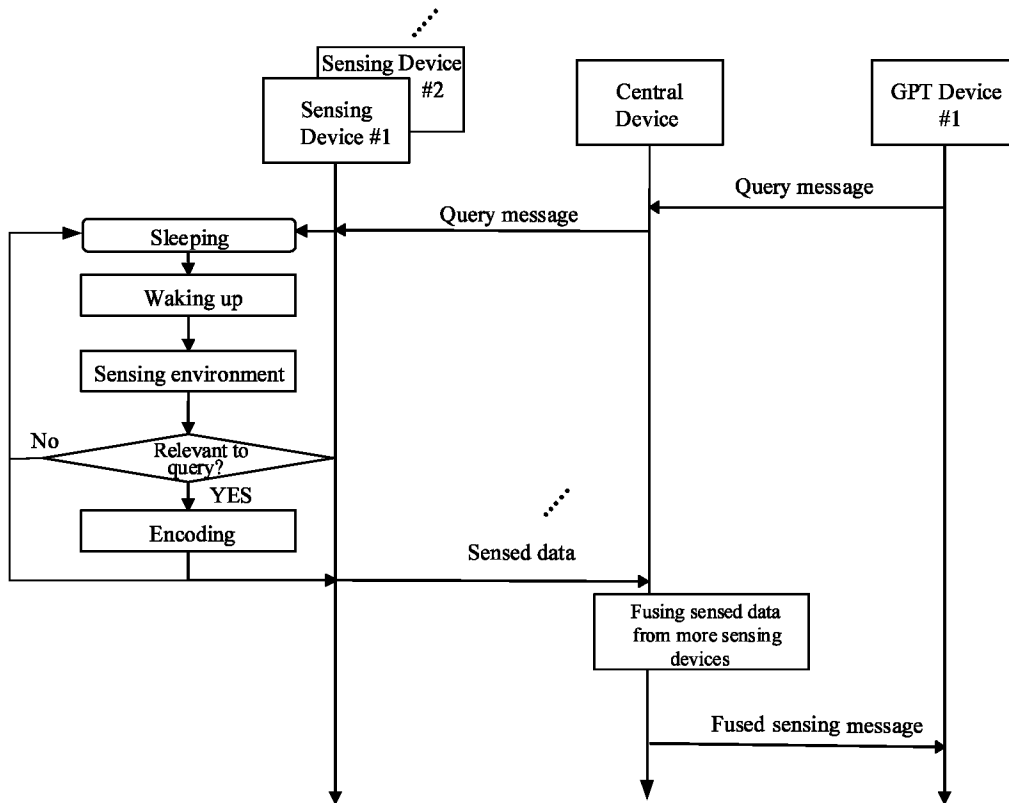 Sensing Device
#2
Sensing
Device #1
Central
Device
GPT Device
#1
Query message
Query message
Sleeping
Waking up
Sensing environment
No
Relevant to
query?
YES
Encoding
Sensed data
Fusing sensed data
from more sensing
devices
Fused sensing message